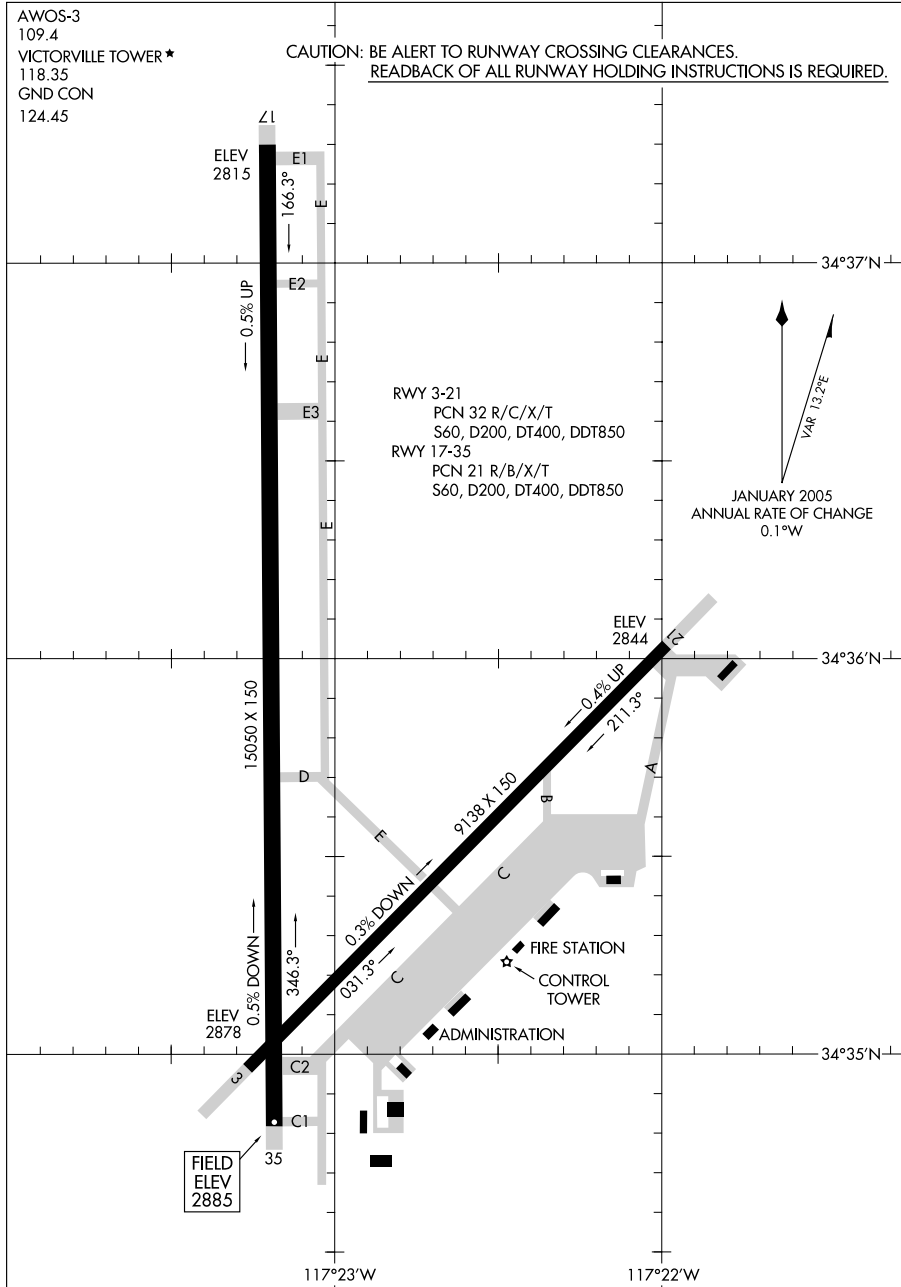 AWOS-3
109.4
VICTORVILLE TOWER ★
118.35
GND CON
124.45
CAUTION: BE ALERT TO RUNWAY CROSSING CLEARANCES.
READBACK OF ALL RUNWAY HOLDING INSTRUCTIONS IS REQUIRED.
17
ELEV
2815
E1
166.3°
E
34°37'N
E2
0.5% UP
E
E3
RWY 3-21
PCN 32 R/C/X/T
S60, D200, DT400, DDT850
RWY 17-35
PCN 21 R/B/X/T
S60, D200, DT400, DDT850
VAR 13.2°E
JANUARY 2005
ANNUAL RATE OF CHANGE
0.1°W
E
ELEV
2844
21
34°36'N
0.4% UP
211.3°
15050 X 150
D
A
9138 X 150
B
E
C
0.3% DOWN
031.3°
C
FIRE STATION
CONTROL
TOWER
0.5% DOWN
346.3°
ELEV
2878
ADMINISTRATION
34°35'N
3
C2
C1
35
FIELD
ELEV
2885
117°23'W
117°22'W